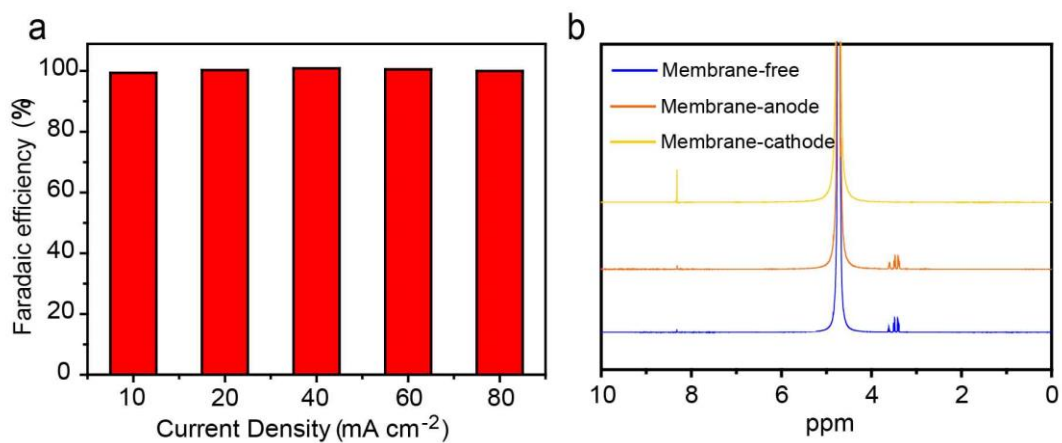 a
100
80
60
40
20
0
Faradaic efficiency (%)
10 20 40 60 80
Current Density (mA cm⁻²)
b
Membrane-free
Membrane-anode
Membrane-cathode
10 8 6 4 2 0
ppm